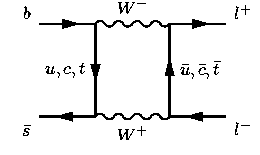 b W⁻ l⁺
u, c, t ū, c̄, t̄
s̄ W⁺ l⁻